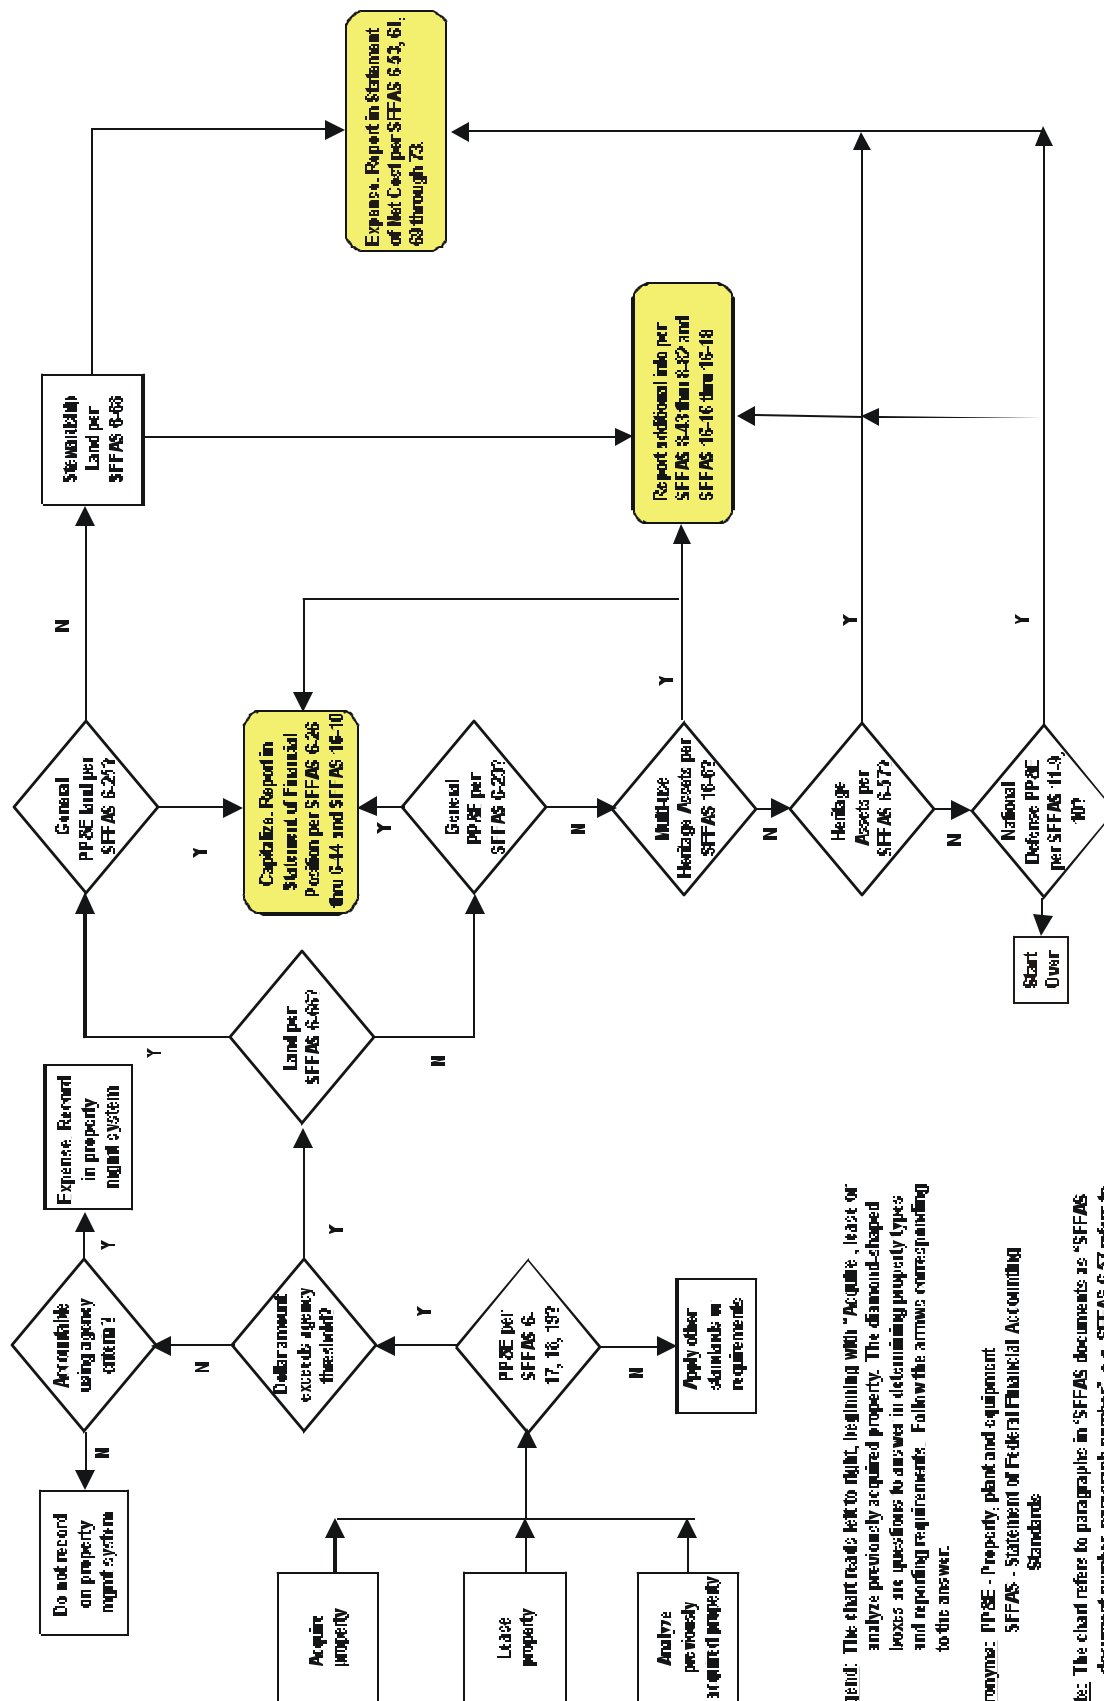 Acquire
property
Lease
property
Analyze
previously
acquired property
PP&E per
SFFAS 6-
17, 18, 19?
N
Apply other
standards or
requirements
Y
Dollar amount
exceeds agency
threshold?
N
Accountable
using agency
criteria?
N
Do not record
on property
mgmt system
Y
Expense. Record
in property
mgmt system
Y
Land per
SFFAS 6-66?
Y
General
PP&E land per
SFFAS 6-25?
N
Stewardship
Land per
SFFAS 6-66
Y
Capitalize. Report in
Statement of Financial
Position per SFFAS 6-26
thru 6-44 and SFFAS 16-10
N
General
PP&E per
SFFAS 6-23?
Y
N
Multi-use
Heritage Assets per
SFFAS 16-6?
Y
Report additional info per
SFFAS
thru 8-82 and
SFFAS 16-16 thru 16-18
N
Heritage
Assets per
SFFAS 6-57?
Y
N
National
Defense PP&E
per SFFAS 11-9,
10?
Y
Start
Over
Expense. Report in Statement
of Net Cost per SFFAS 6-53, 61,
69 through 73.
The chart reads left to right, beginning with "Acquire , lease or
analyze previously acquired property. The diamond-shaped
boxes are questions to answer in determining property types
and reporting requirements. Follow the arrows corresponding
to the answer.
PP&E - Property, plant and equipment
SFFAS - Statement of Federal Financial Accounting
Standards
The chart refers to paragraphs in "SFFAS documents as "SFFAS